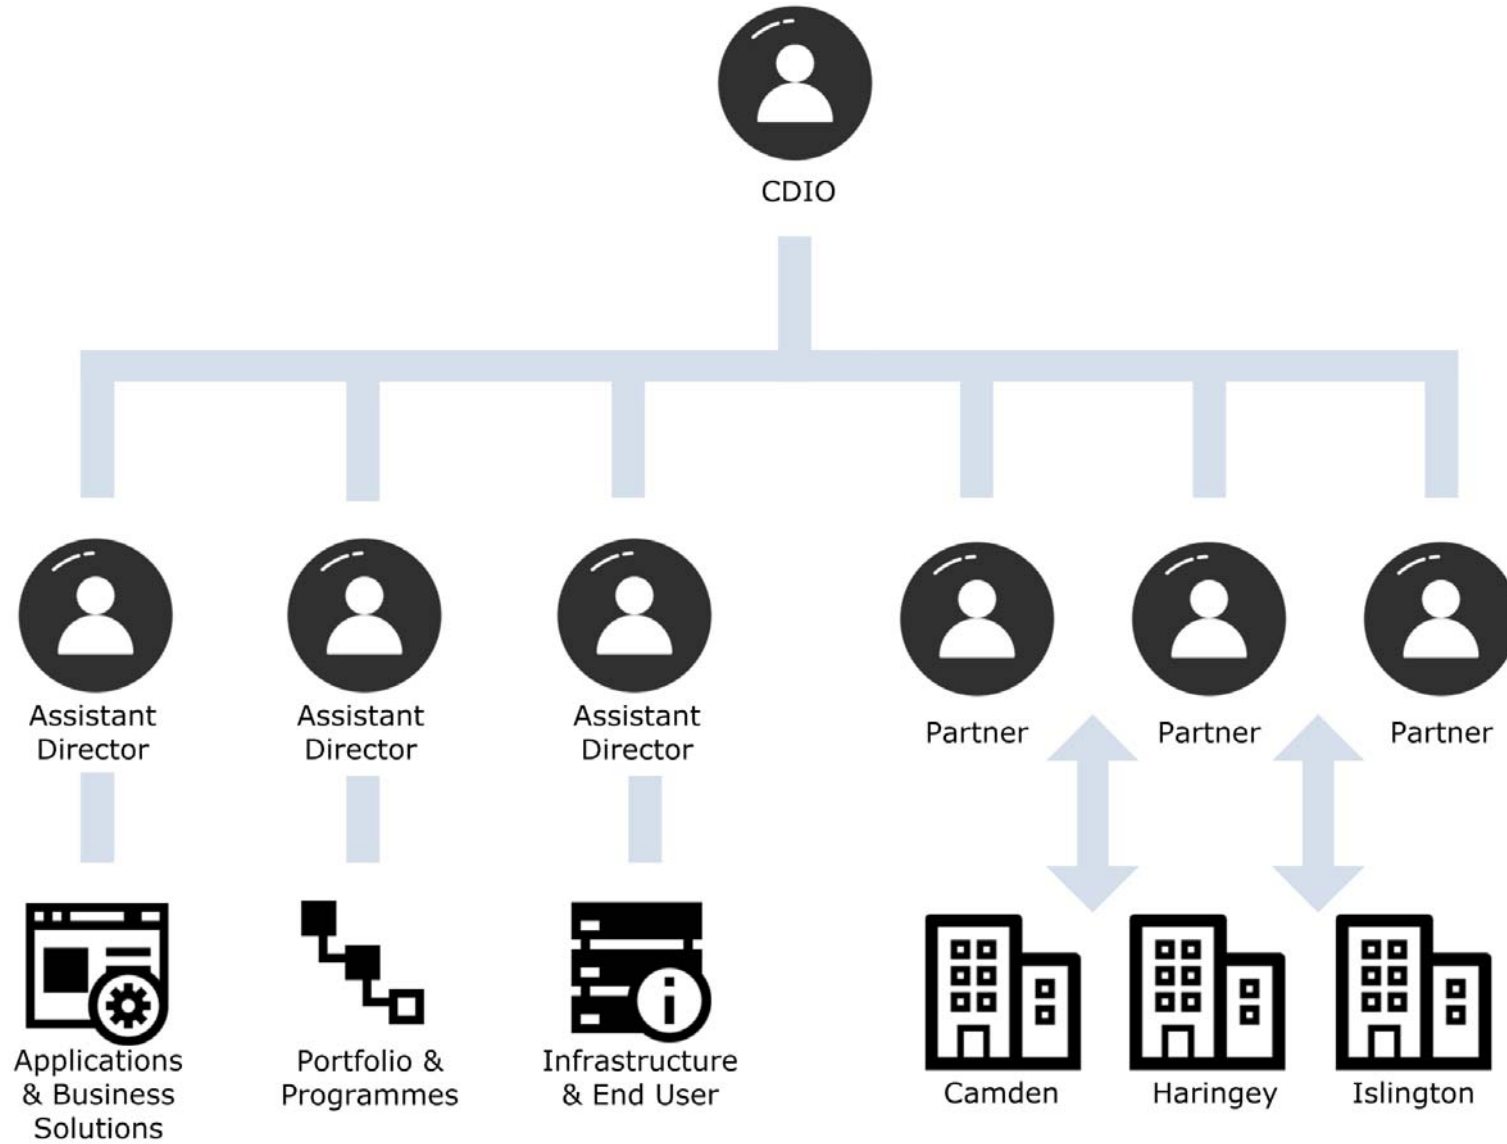 CDIO
Assistant
Director
Assistant
Director
Assistant
Director
Partner
Partner
Partner
Applications
& Business
Solutions
Portfolio &
Programmes
Infrastructure
& End User
Camden
Haringey
Islington